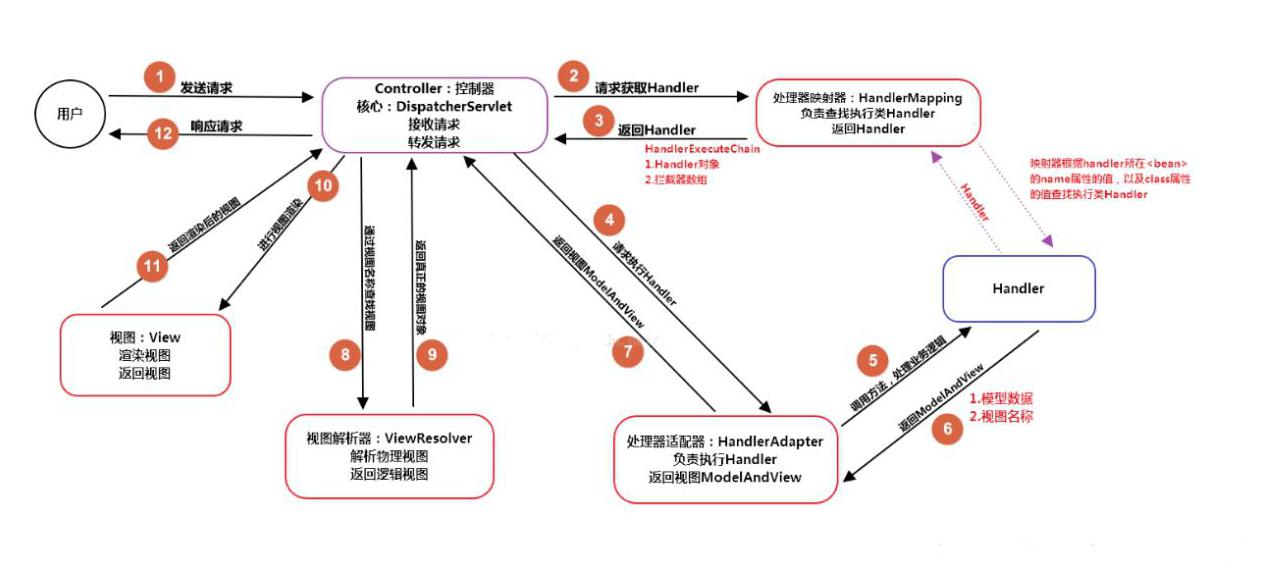 1
发送请求
用户
12
响应请求
Controller：控制器
核心：DispatcherServlet
接收请求
转发请求
2
请求获取Handler
3
返回Handler
HandlerExecuteChain
1.Handler对象
2.拦截器数组
处理器映射器：HandlerMapping
负责查找执行类Handler
返回Handler
映射器根据handler所在<bean>
的name属性的值，以及class属性
的值查找执行类Handler
Handler
Handler
4
请求执行Handler
5
调用方法，处理业务逻辑
6
返回ModelAndView
1.模型数据
2.视图名称
处理器适配器：HandlerAdapter
负责执行Handler
返回视图ModelAndView
7
返回视图ModelAndView
8
通过视图名称查找视图
9
返回真正的视图对象
视图解析器：ViewResolver
解析物理视图
返回逻辑视图
10
进行视图渲染
11
返回渲染后的视图
视图：View
渲染视图
返回视图